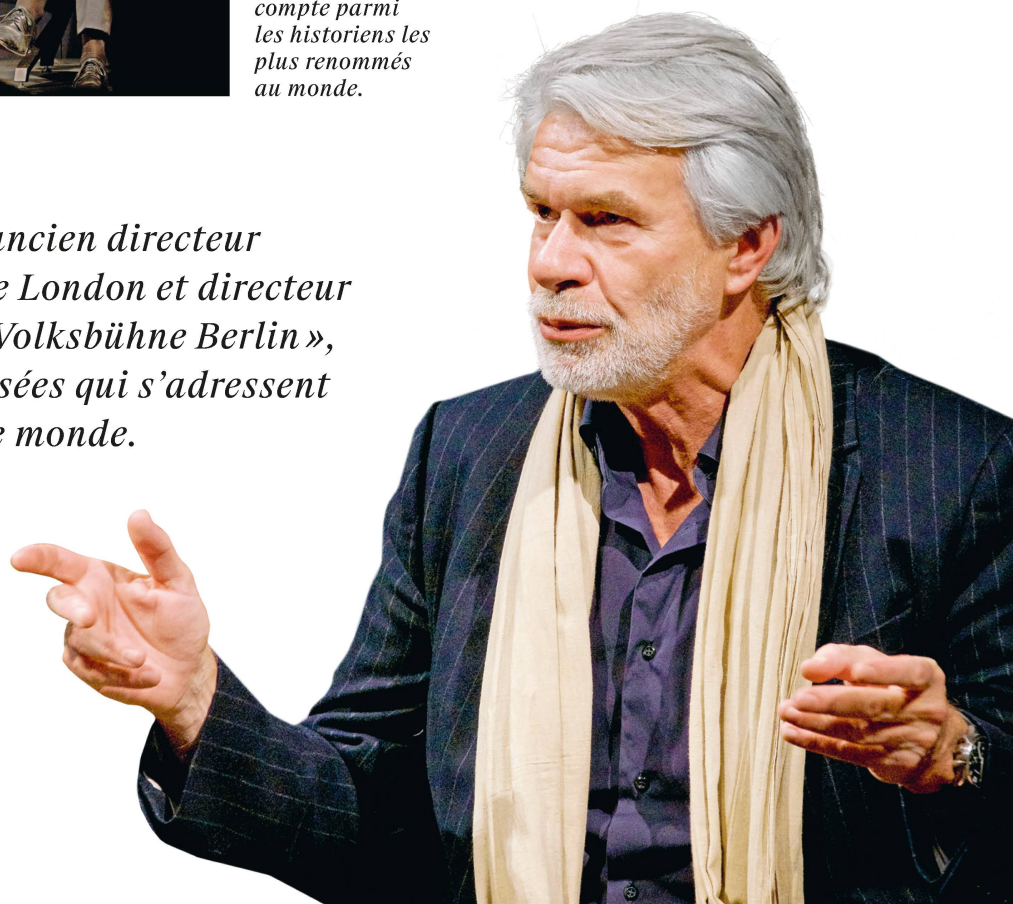 compte parmi
les historiens les
plus renommés
au monde.
ancien directeur
e London et directeur
Volksbühne Berlin »,
sées qui s’adressent
e monde.